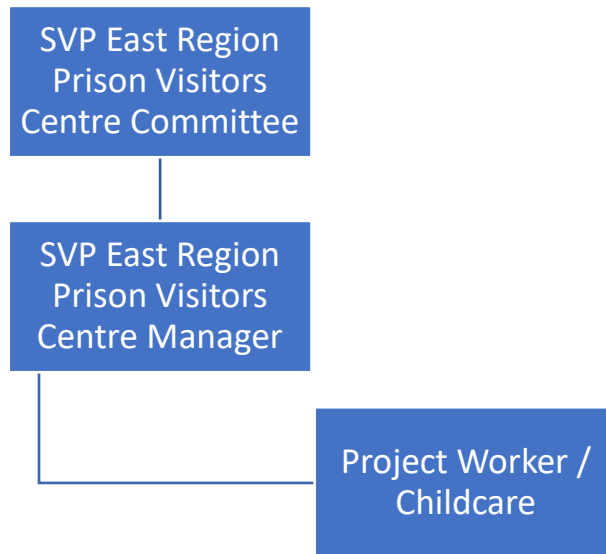 SVP East Region
Prison Visitors
Centre Committee
SVP East Region
Prison Visitors
Centre Manager
Project Worker /
Childcare